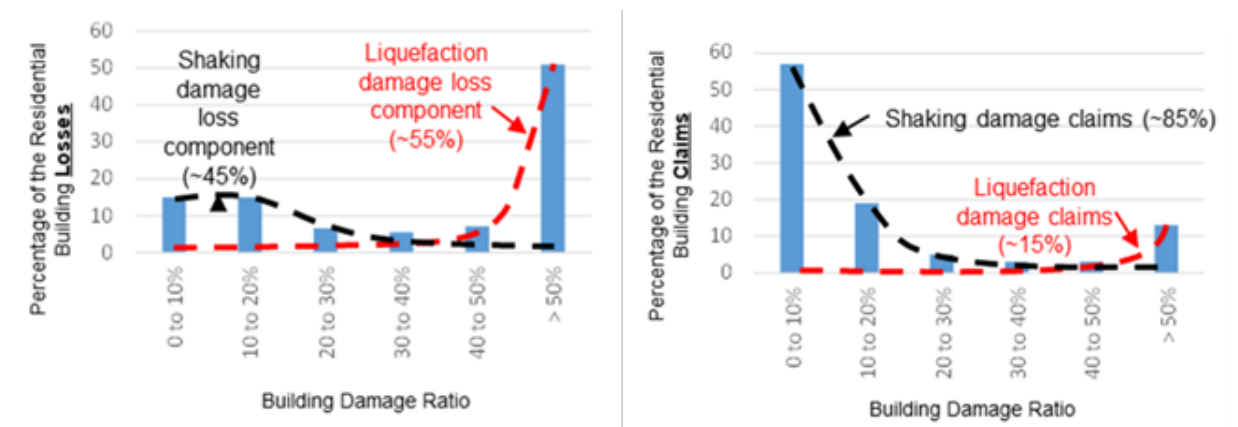 Percentage of the Residential
Building Losses
60
50
40
30
20
10
0
Shaking
damage
loss
component
(~45%)
Liquefaction
damage loss
component
(~55%)
0 to 10%
10 to 20%
20 to 30%
30 to 40%
40 to 50%
> 50%
Building Damage Ratio
Percentage of the Residential
Building Claims
60
50
40
30
20
10
0
Shaking damage claims (~85%)
Liquefaction
damage claims
(~15%)
0 to 10%
10 to 20%
20 to 30%
30 to 40%
40 to 50%
> 50%
Building Damage Ratio